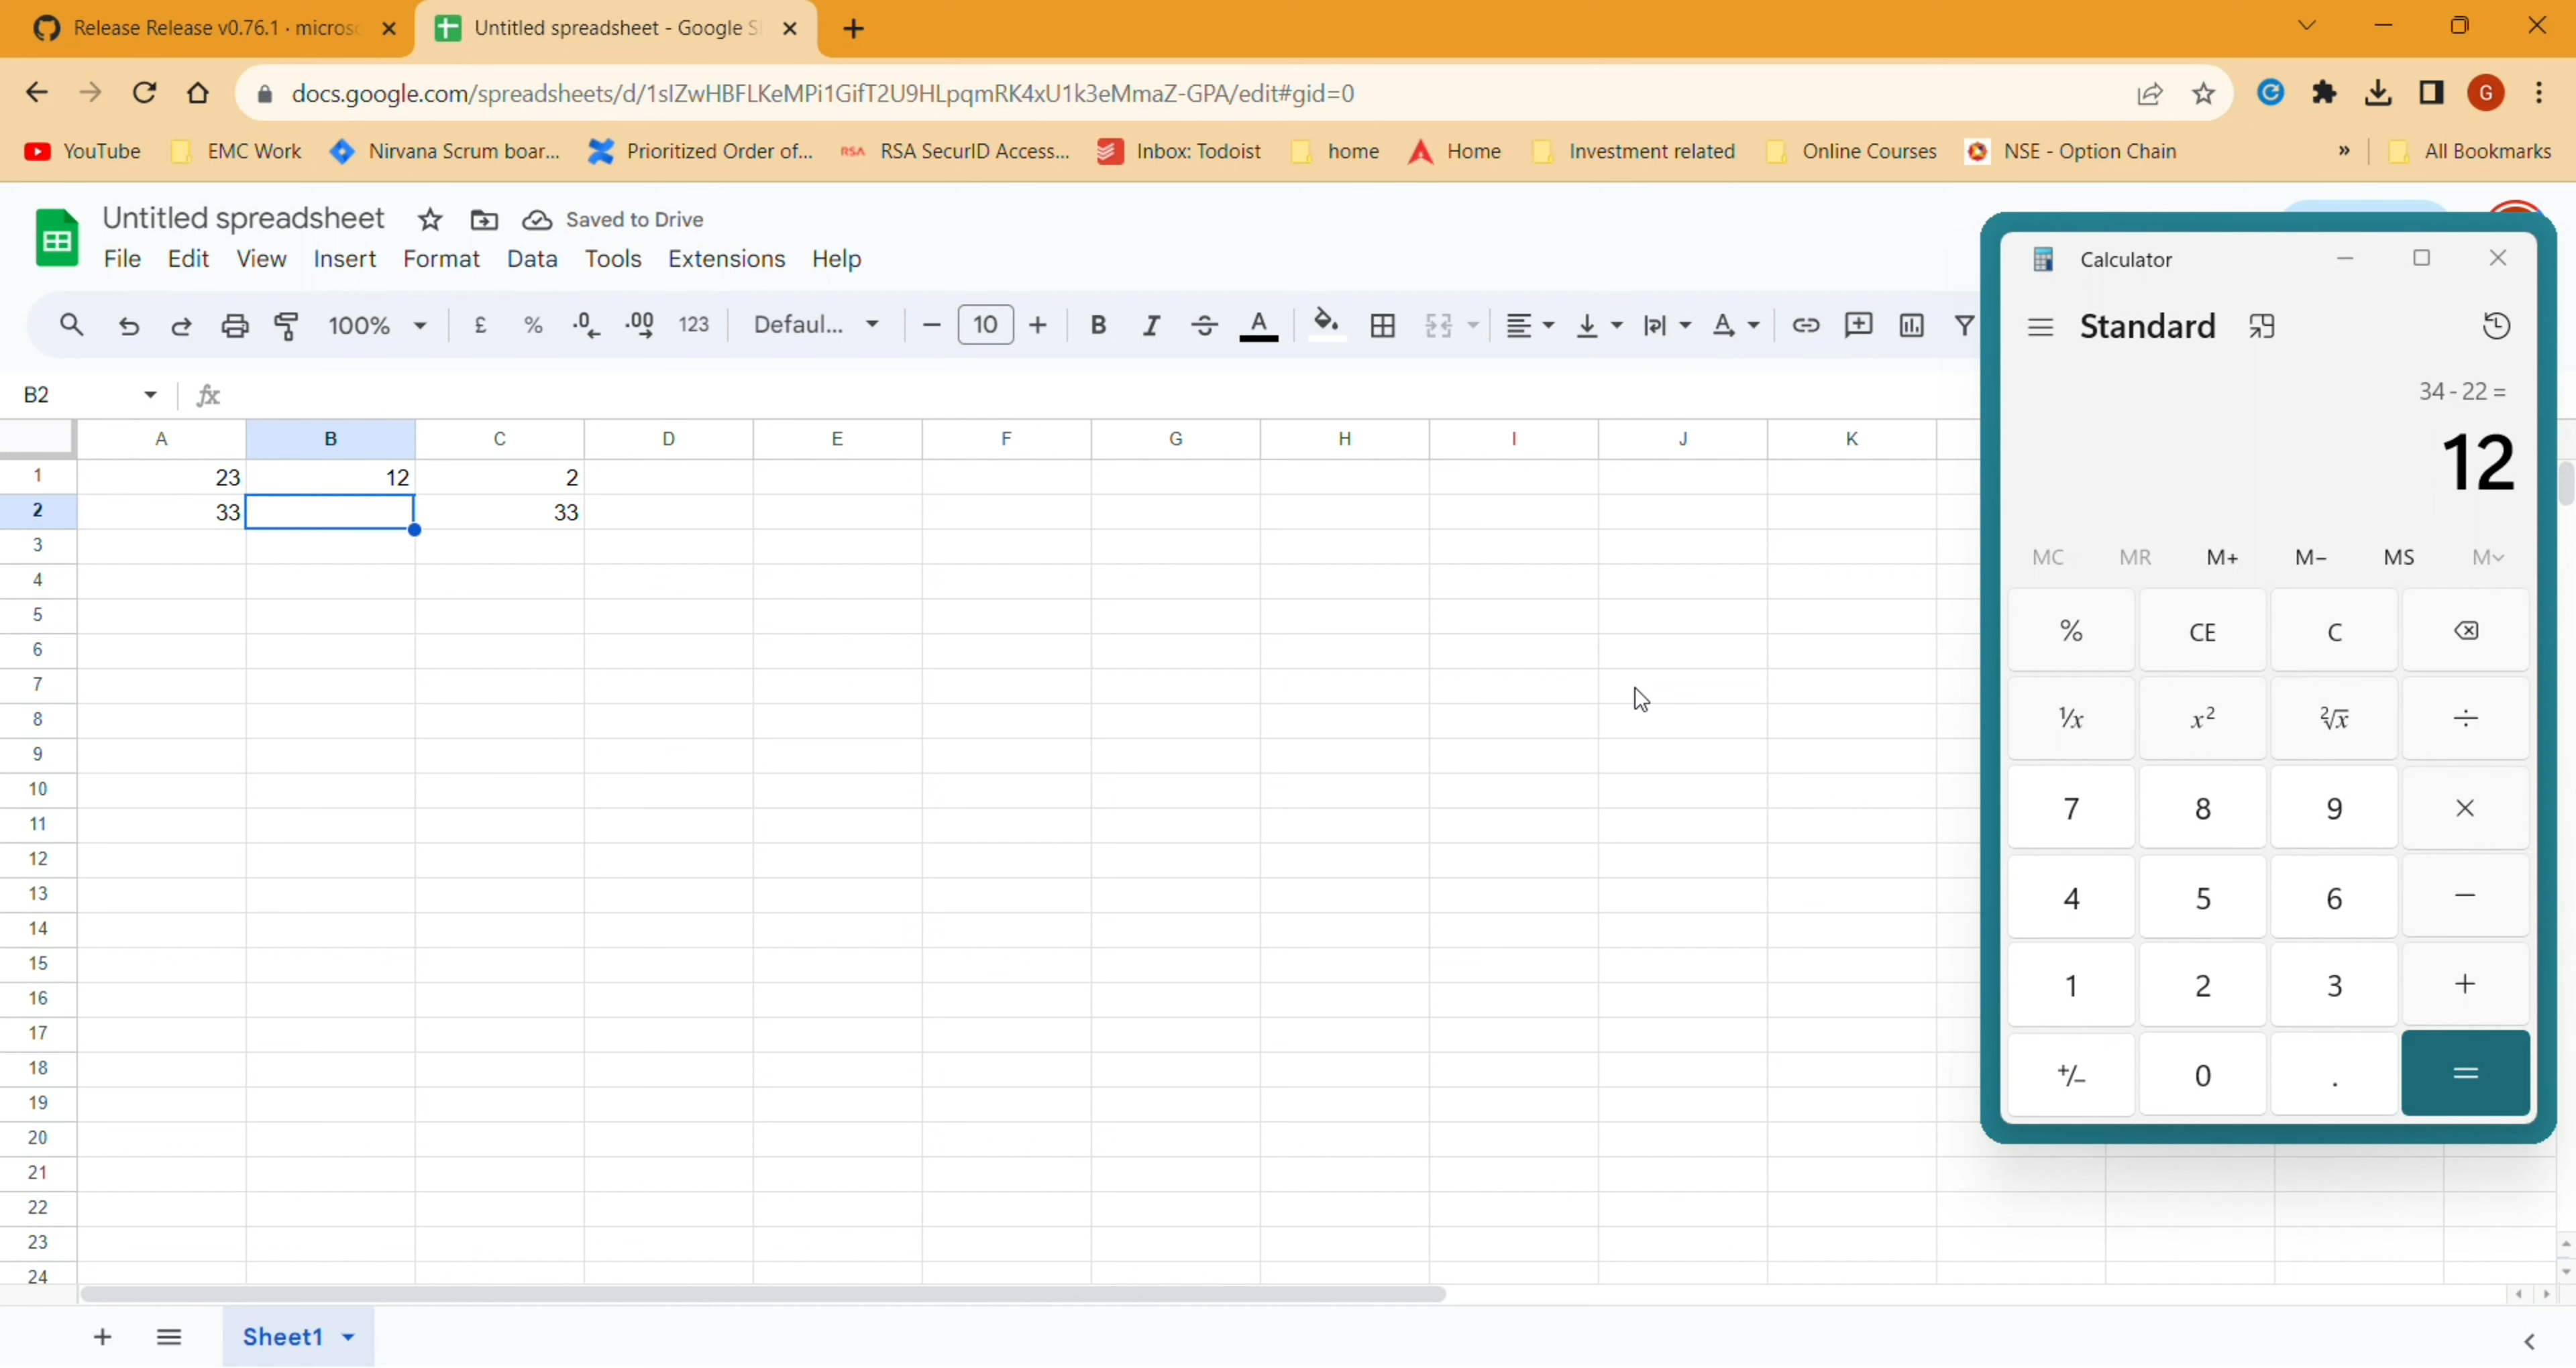 Release Release v0.76.1 · micros
Untitled spreadsheet - Google S
docs.google.com/spreadsheets/d/1slZwHBFLKeMPi1GifT2U9HLpqmRK4xU1k3eMmaZ-GPA/edit#gid=0
G
YouTube EMC Work Nirvana Scrum boar... Prioritized Order of... RSA RSA SecurID Access... Inbox: Todoist home Home Investment related Online Courses NSE - Option Chain » All Bookmarks
Untitled spreadsheet Saved to Drive
File Edit View Insert Format Data Tools Extensions Help
100% £ % .0 .00 123 Defaul... − 10 + B I S A A
B2 fx
A B C D E F G H I J K
1 23 12 2
2 33 33
3
4
5
6
7
8
9
10
11
12
13
14
15
16
17
18
19
20
21
22
23
24
+ Sheet1
Calculator
Standard
34 - 22 =
12
MC MR M+ M− MS M˅
% CE C
¹/x x² ²√x ÷
7 8 9 ×
4 5 6 −
1 2 3 +
+/− 0 . =